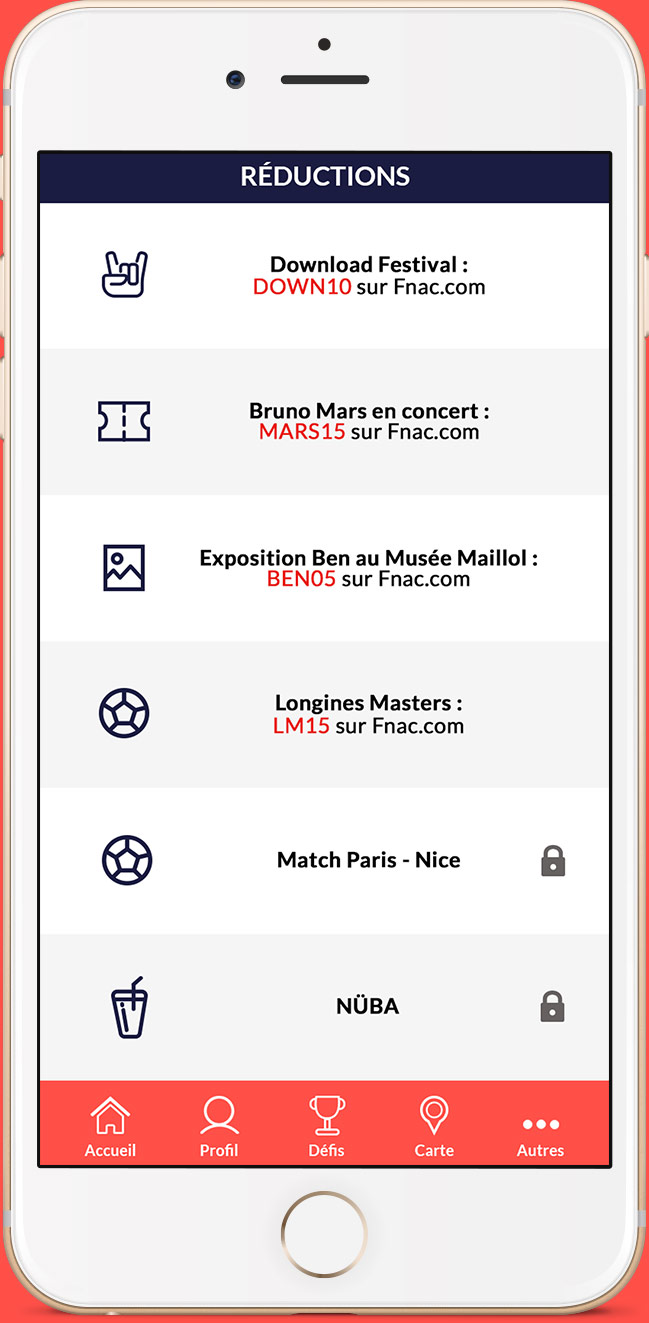 RÉDUCTIONS
Download Festival :
DOWN10 sur Fnac.com
Bruno Mars en concert :
MARS15 sur Fnac.com
Exposition Ben au Musée Maillol :
BEN05 sur Fnac.com
Longines Masters :
LM15 sur Fnac.com
Match Paris - Nice
NÜBA
Accueil Profil Défis Carte Autres